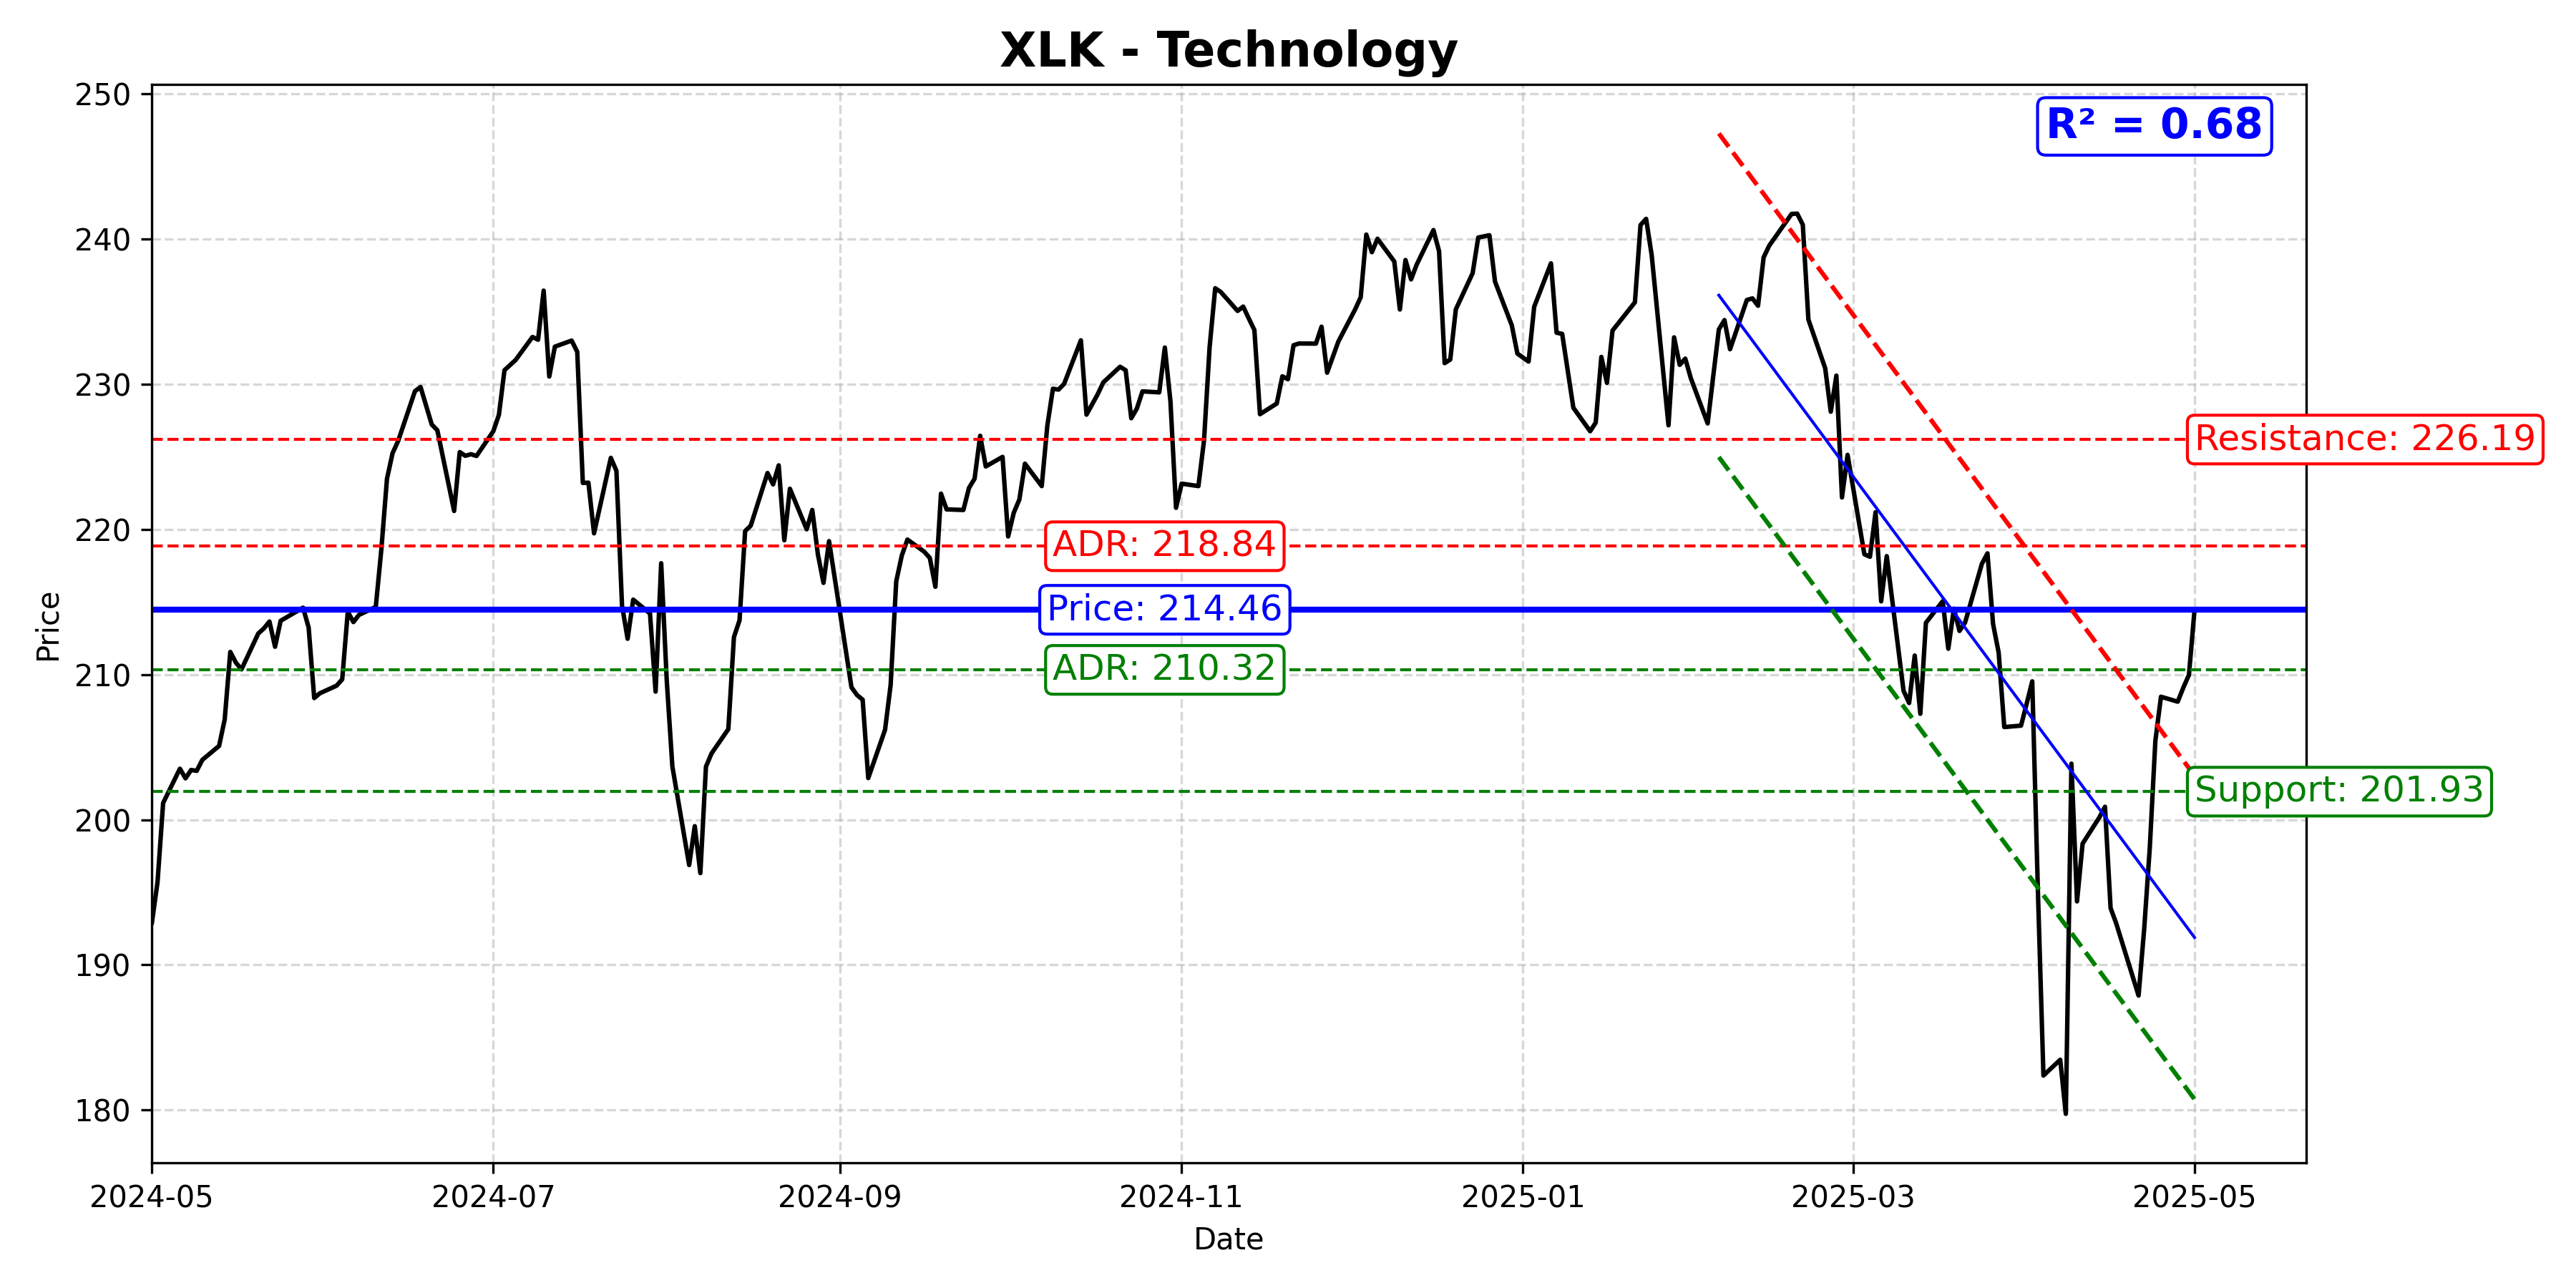 XLK - Technology
250
R² = 0.68
240
230
Resistance: 226.19
220
ADR: 218.84
Price: 214.46
Price
210
ADR: 210.32
Support: 201.93
200
190
180
2024-05 2024-07 2024-09 2024-11 2025-01 2025-03 2025-05
Date